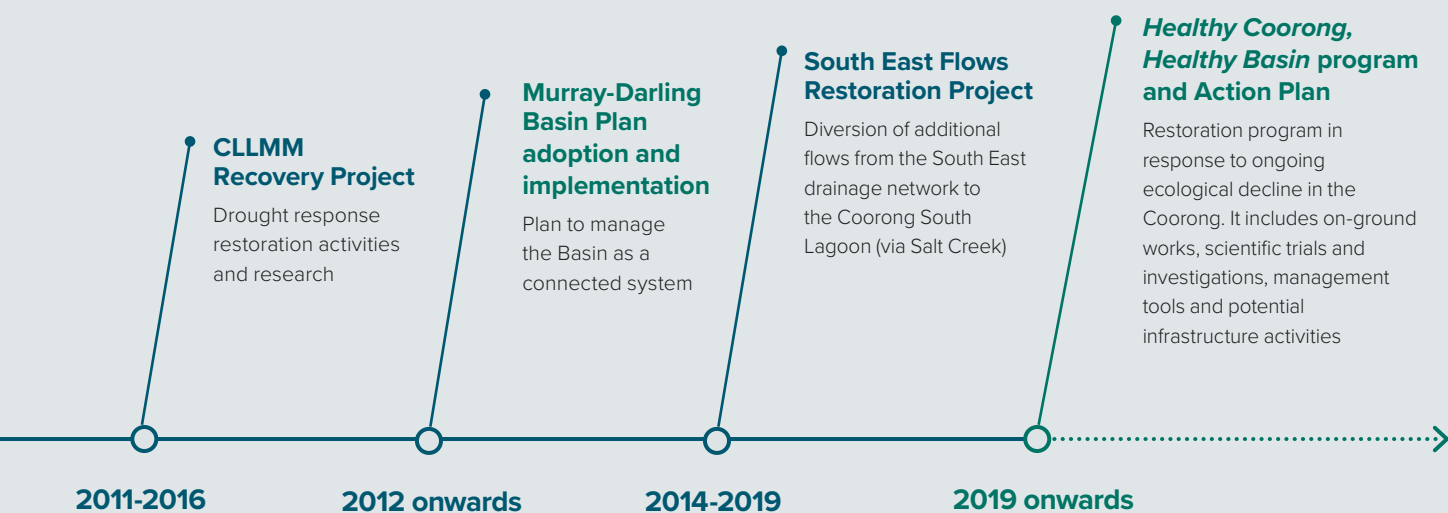 CLLMM
Recovery Project
Drought response
restoration activities
and research
2011-2016
Murray-Darling
Basin Plan
adoption and
implementation
Plan to manage
the Basin as a
connected system
2012 onwards
South East Flows
Restoration Project
Diversion of additional
flows from the South East
drainage network to
the Coorong South
Lagoon (via Salt Creek)
2014-2019
Healthy Coorong,
Healthy Basin program
and Action Plan
Restoration program in
response to ongoing
ecological decline in the
Coorong. It includes on-ground
works, scientific trials and
investigations, management
tools and potential
infrastructure activities
2019 onwards